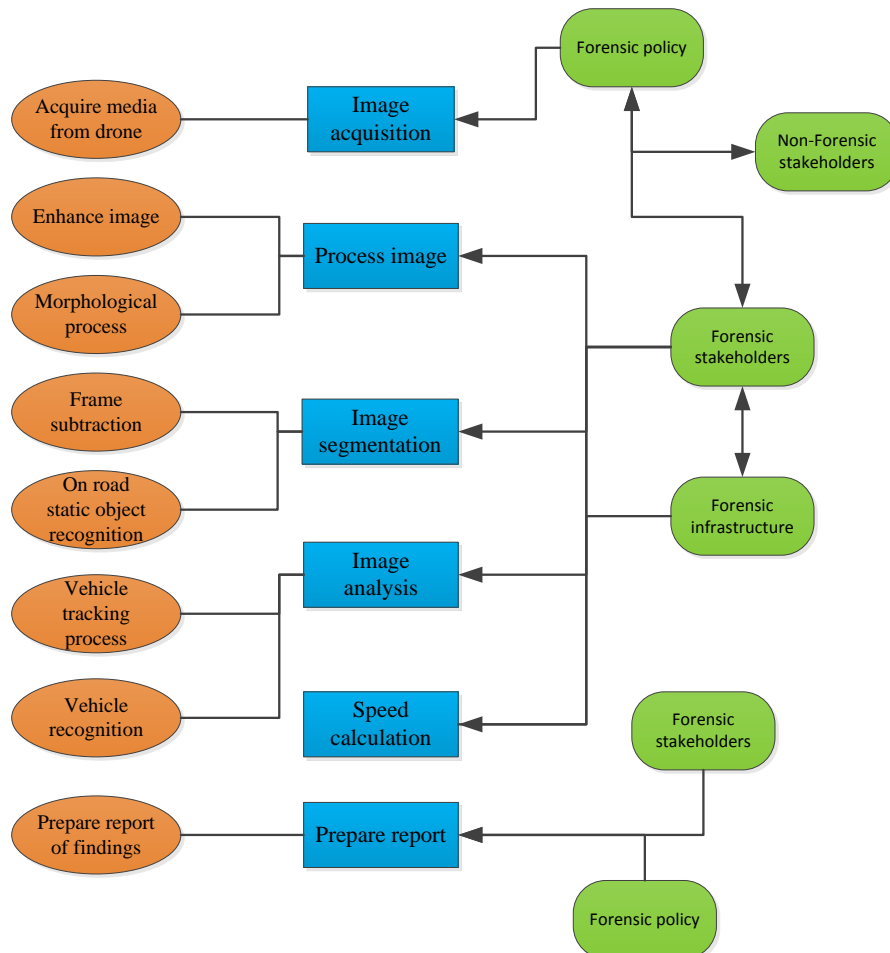 Forensic policy
Acquire media
from drone
Image
acquisition
Non-Forensic
stakeholders
Enhance image
Process image
Morphological
process
Forensic
stakeholders
Frame
subtraction
Image
segmentation
On road
static object
recognition
Forensic
infrastructure
Image
analysis
Vehicle
tracking
process
Vehicle
recognition
Speed
calculation
Forensic
stakeholders
Prepare report
of findings
Prepare report
Forensic policy